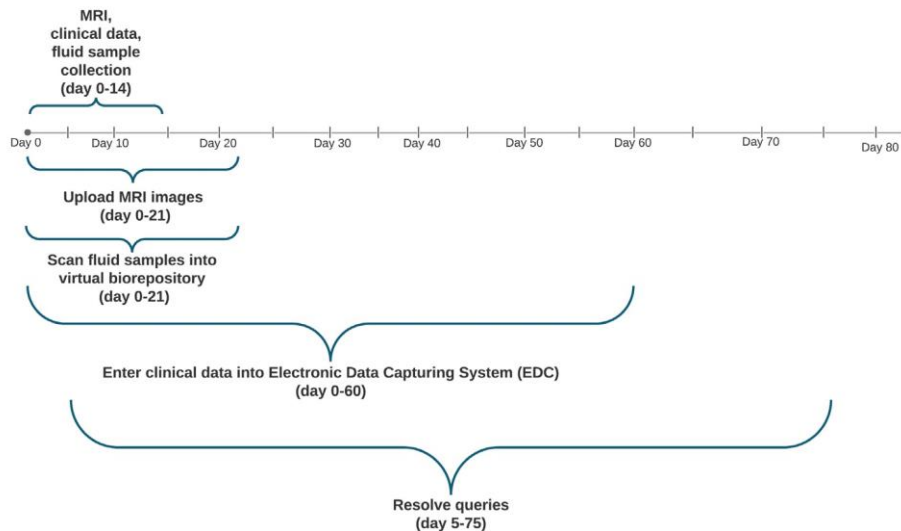 MRI,
clinical data,
fluid sample
collection
(day 0-14)
Day 0
Day 10
Day 20
Day 30
Day 40
Day 50
Day 60
Day 70
Day 80
Upload MRI images
(day 0-21)
Scan fluid samples into
virtual biorepository
(day 0-21)
Enter clinical data into Electronic Data Capturing System (EDC)
(day 0-60)
Resolve queries
(day 5-75)